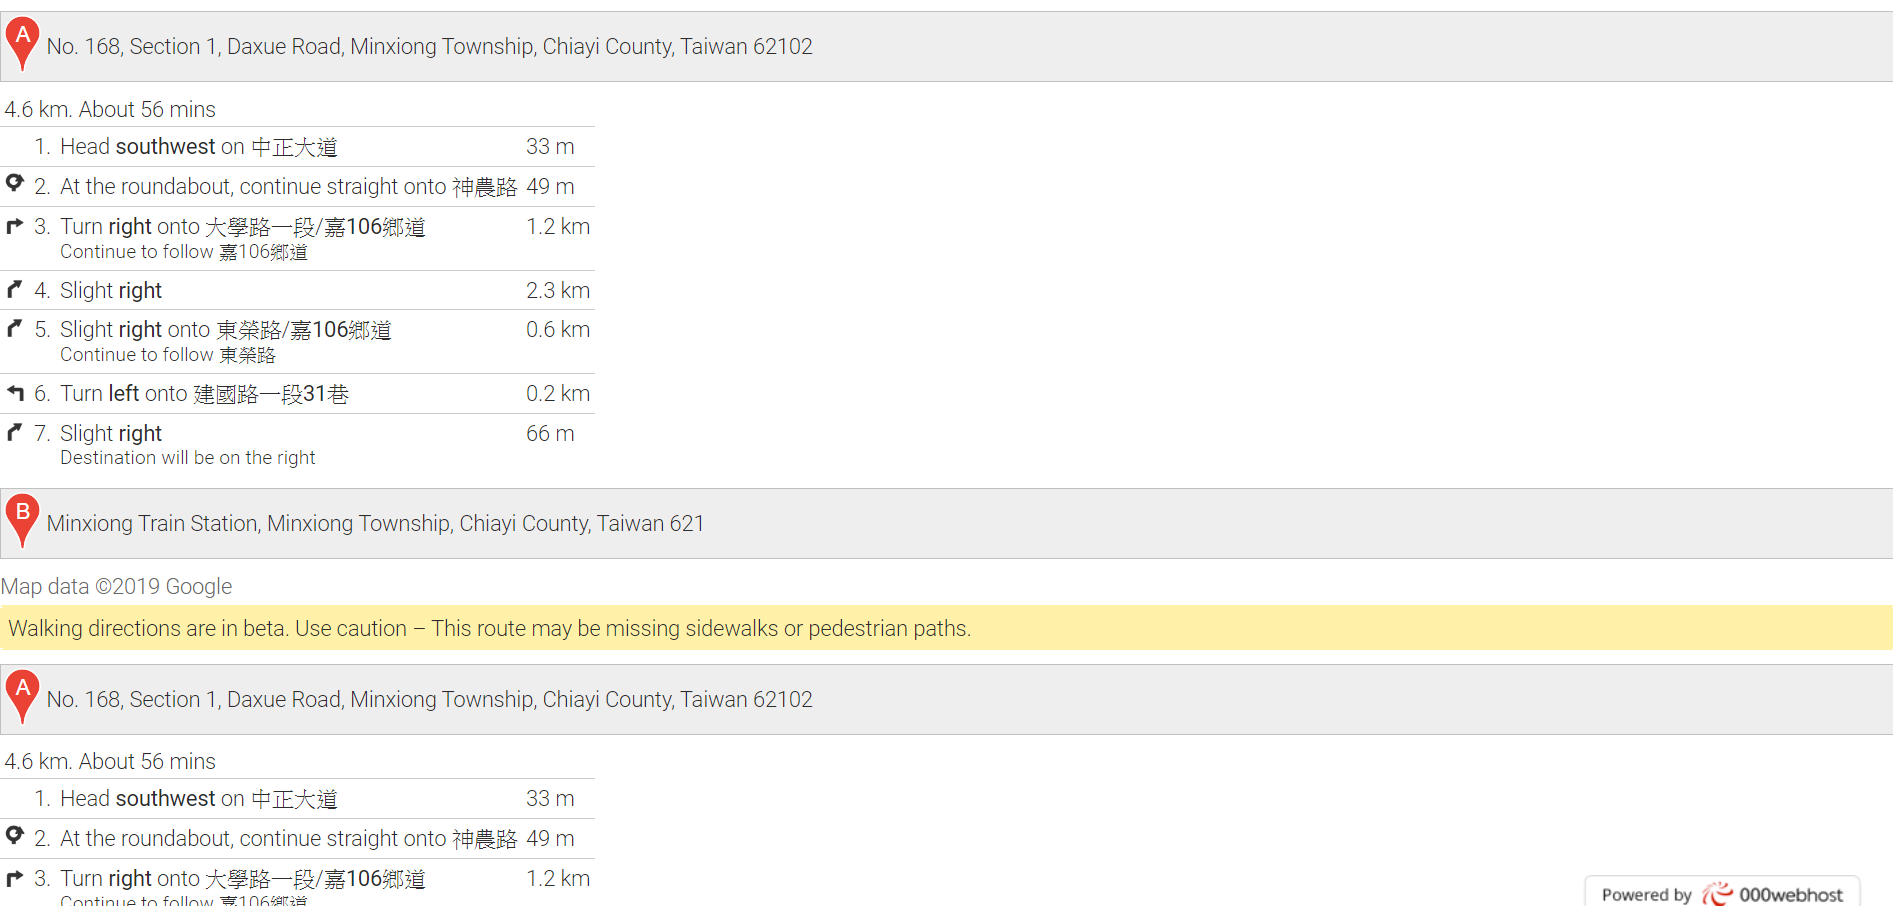 A
No. 168, Section 1, Daxue Road, Minxiong Township, Chiayi County, Taiwan 62102
4.6 km. About 56 mins
1. Head southwest on 中正大道 33 m
2. At the roundabout, continue straight onto 神農路 49 m
3. Turn right onto 大學路一段/嘉106鄉道 1.2 km
Continue to follow 嘉106鄉道
4. Slight right 2.3 km
5. Slight right onto 東榮路/嘉106鄉道 0.6 km
Continue to follow 東榮路
6. Turn left onto 建國路一段31巷 0.2 km
7. Slight right 66 m
Destination will be on the right
B
Minxiong Train Station, Minxiong Township, Chiayi County, Taiwan 621
Map data ©2019 Google
Walking directions are in beta. Use caution – This route may be missing sidewalks or pedestrian paths.
A
No. 168, Section 1, Daxue Road, Minxiong Township, Chiayi County, Taiwan 62102
4.6 km. About 56 mins
1. Head southwest on 中正大道 33 m
2. At the roundabout, continue straight onto 神農路 49 m
3. Turn right onto 大學路一段/嘉106鄉道 1.2 km
Continue to follow 嘉106鄉道
Powered by 000webhost